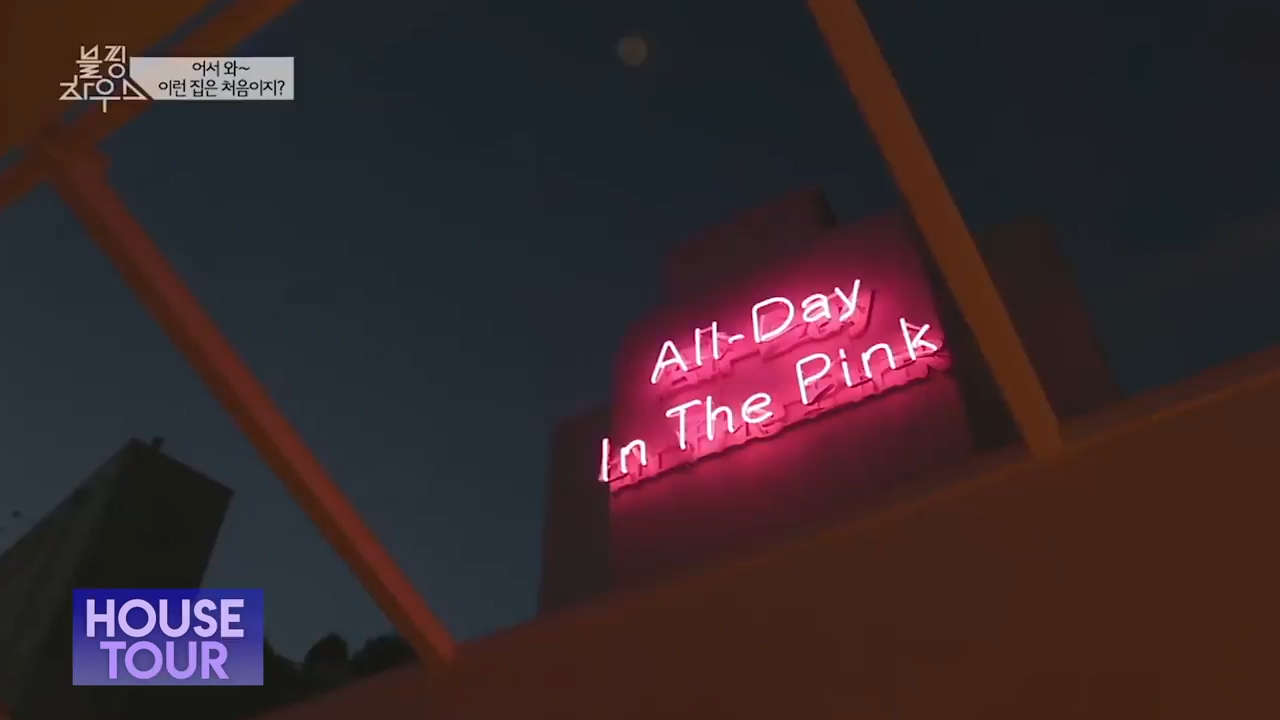 블핑
하우스
어서 와~
이런 집은 처음이지?
All-Day
In The Pink
HOUSE
TOUR